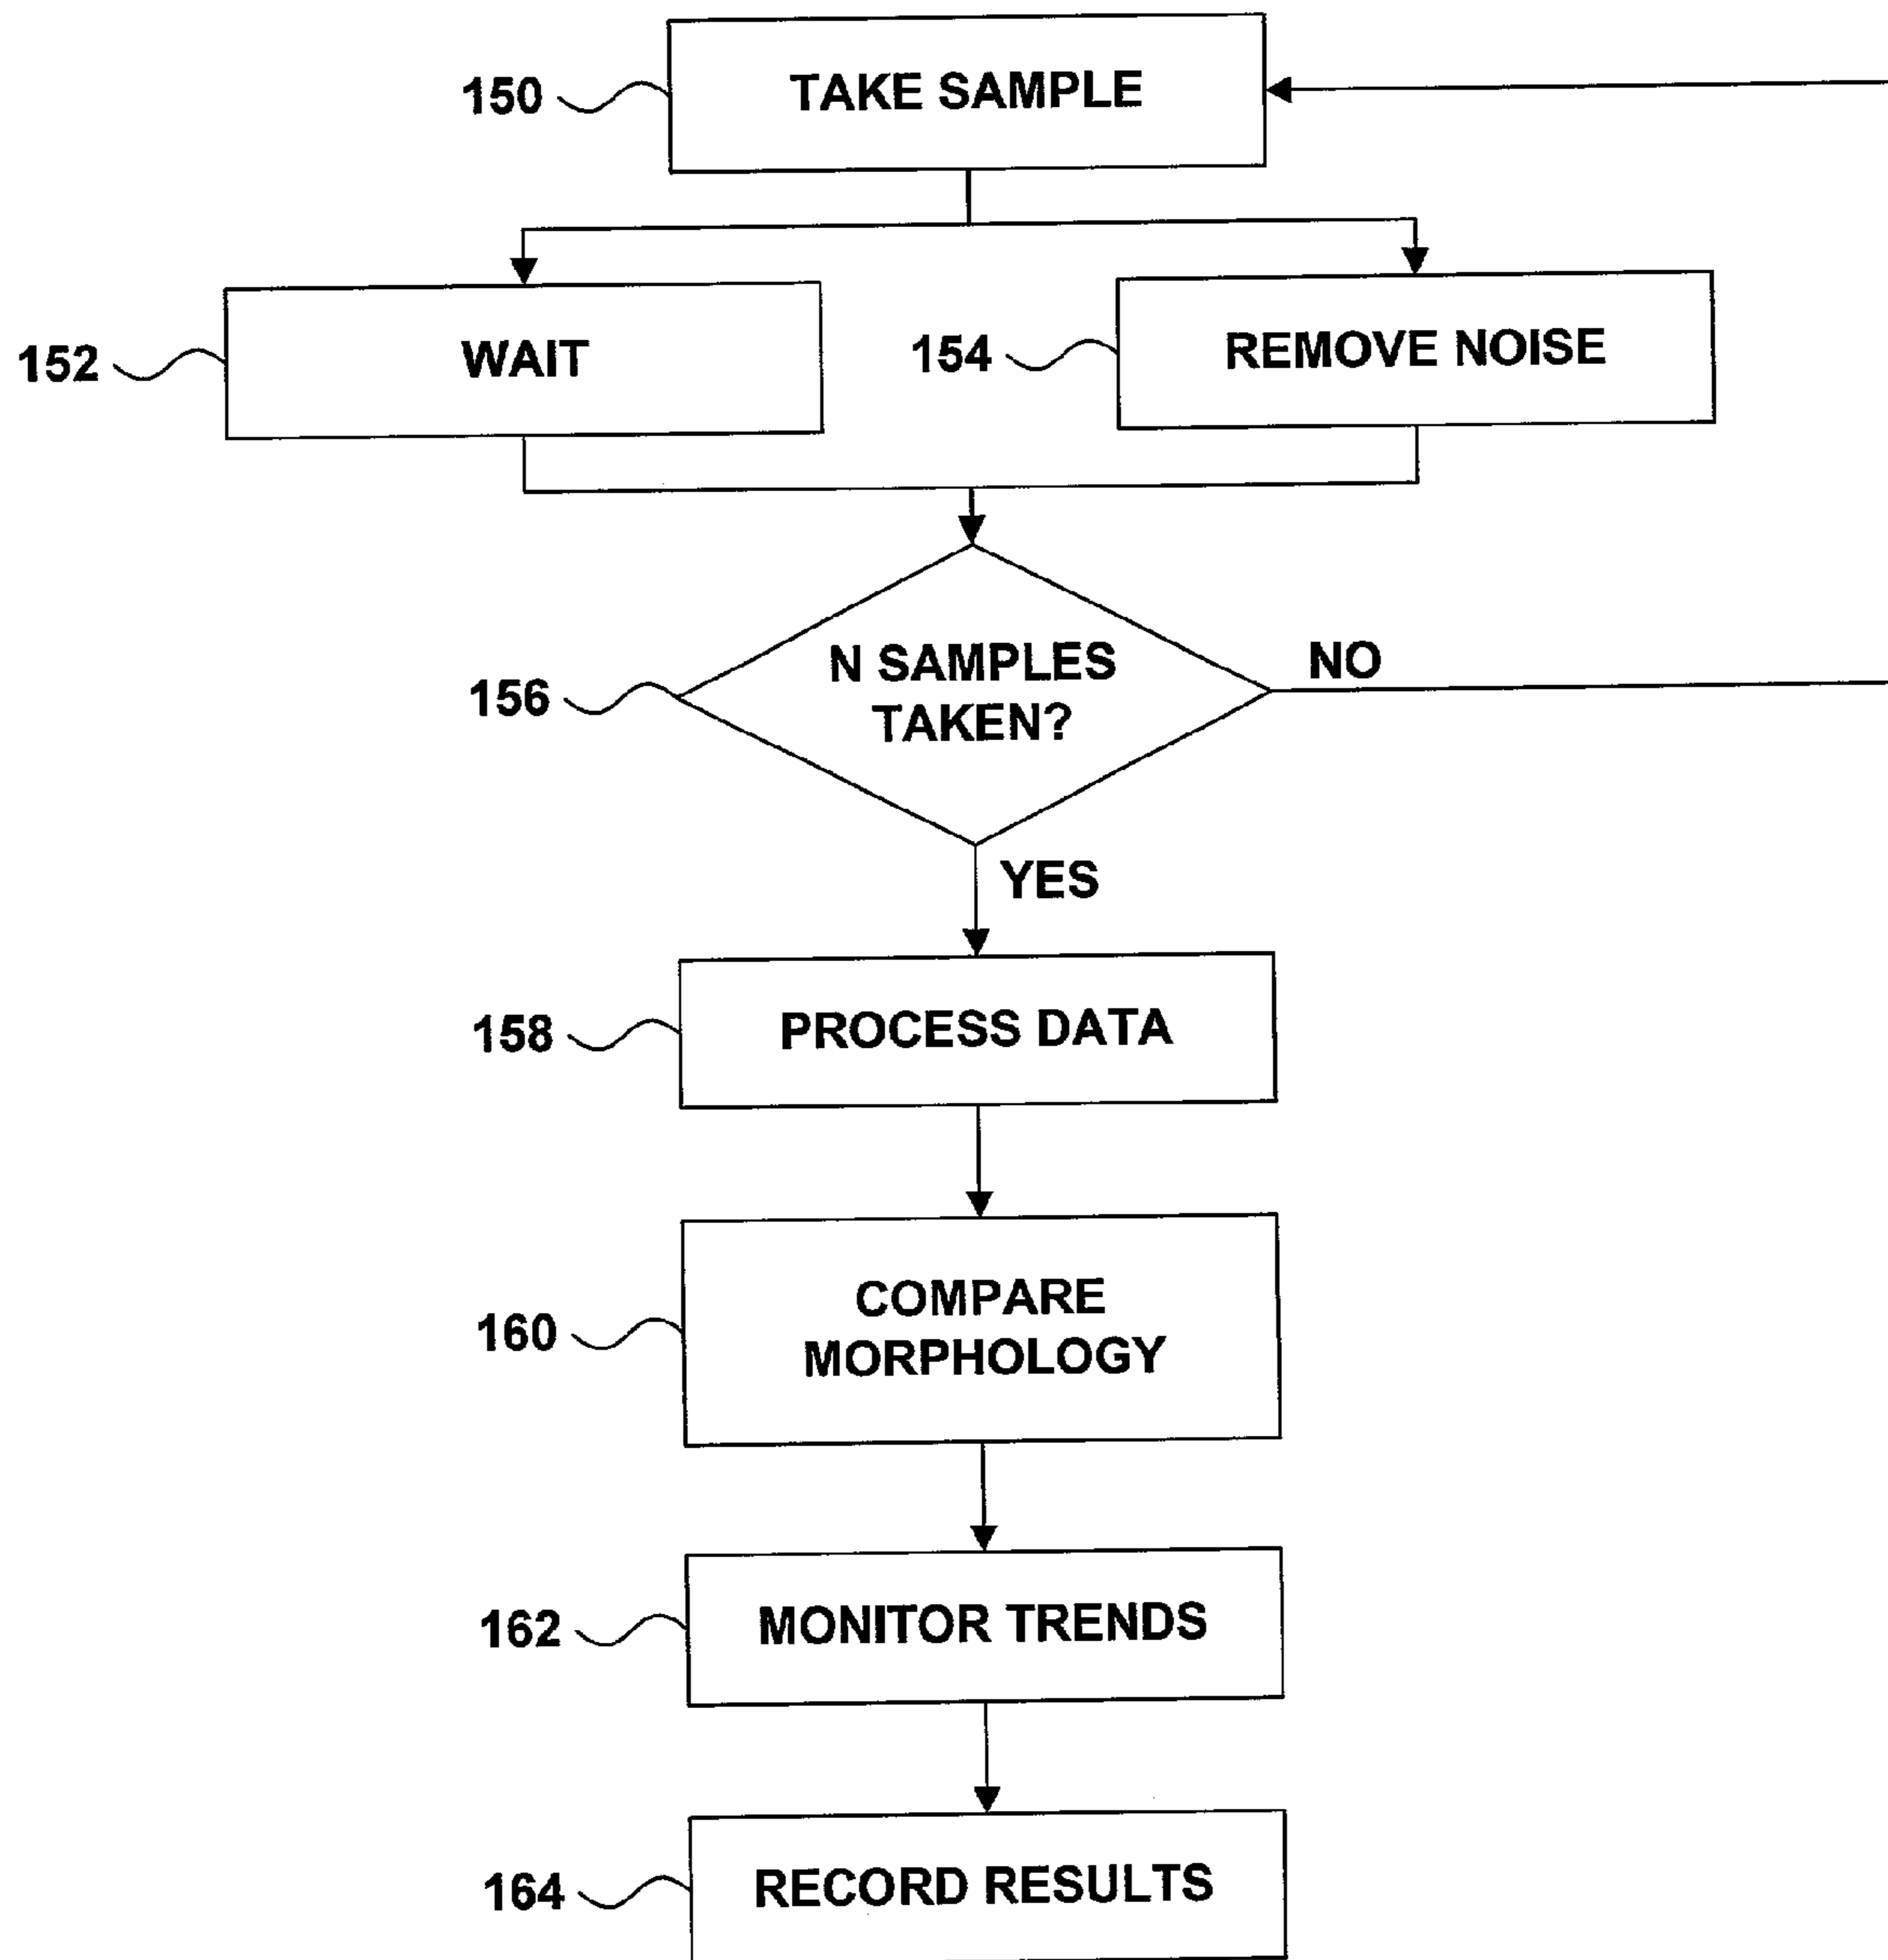 150
TAKE SAMPLE
152
WAIT
154
REMOVE NOISE
156
N SAMPLES
TAKEN?
NO
YES
158
PROCESS DATA
160
COMPARE
MORPHOLOGY
162
MONITOR TRENDS
164
RECORD RESULTS